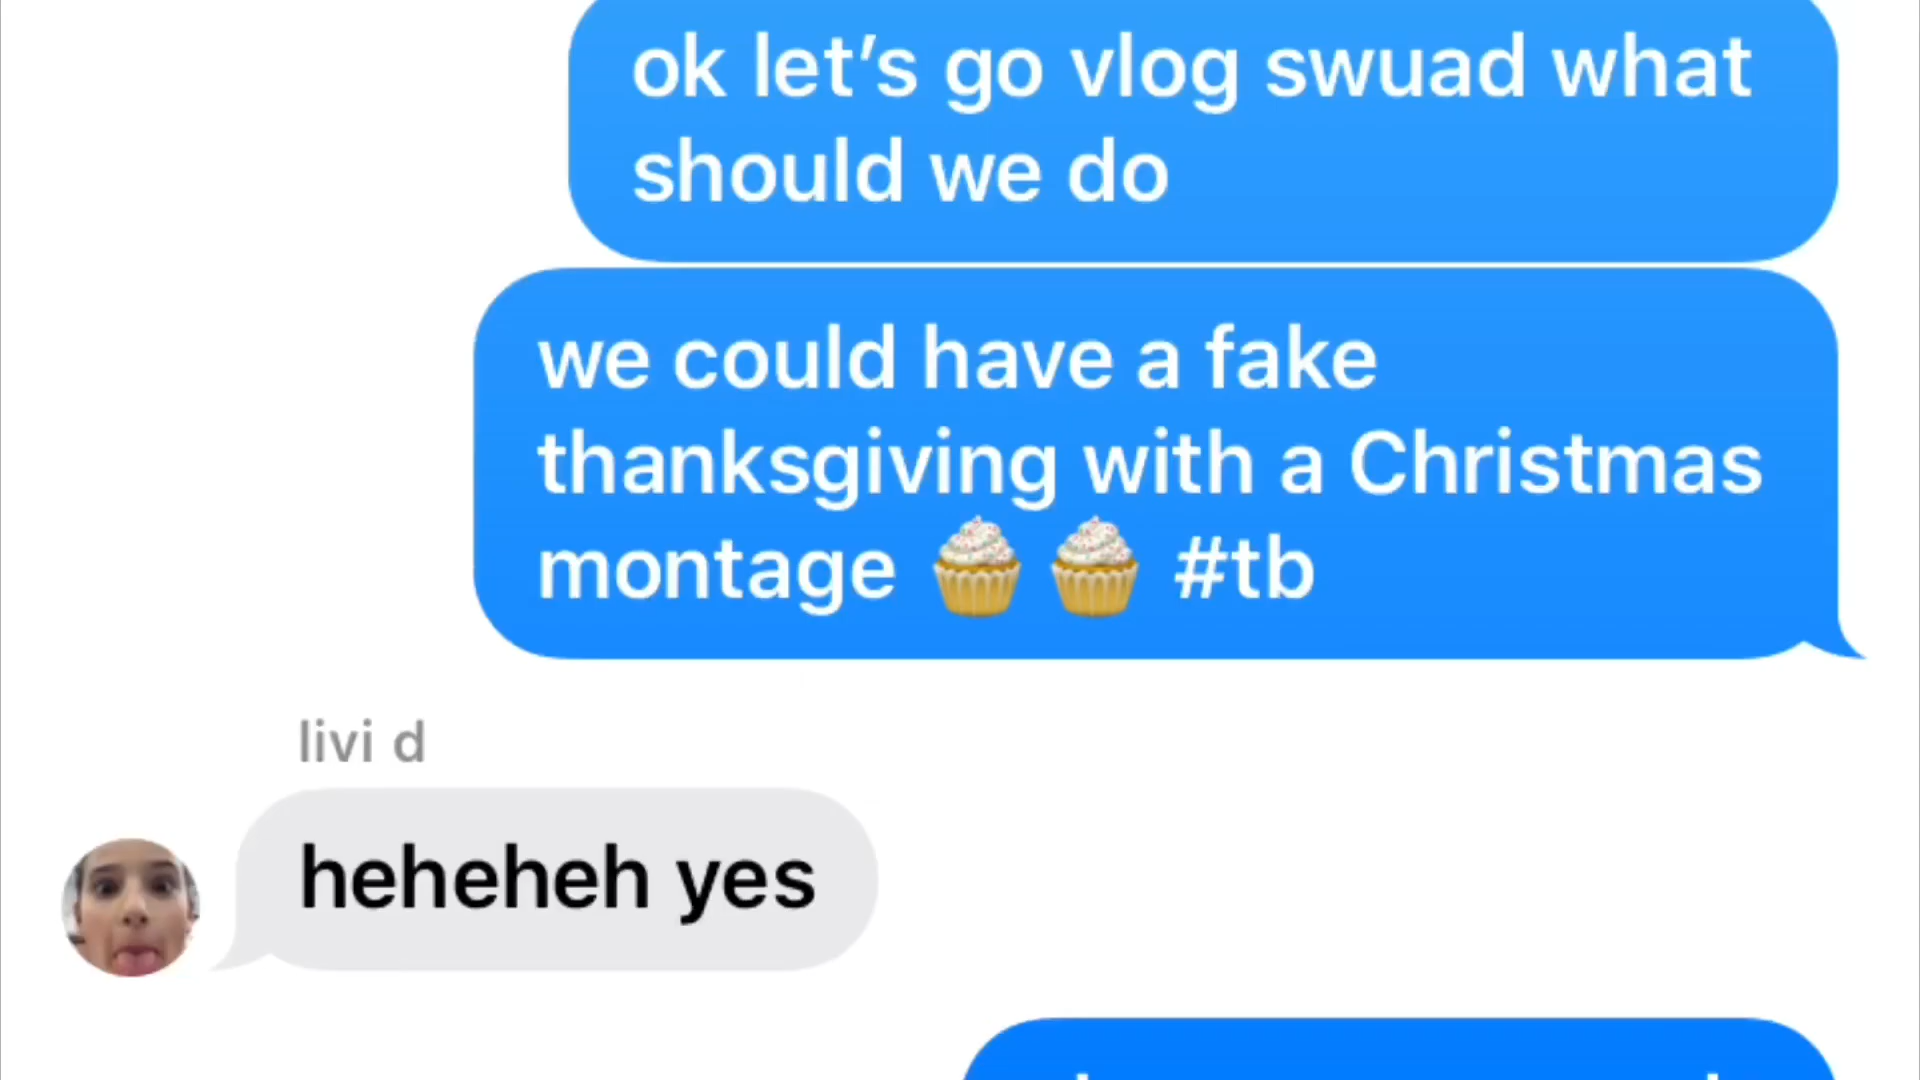 ok let’s go vlog swuad what
should we do
we could have a fake
thanksgiving with a Christmas
montage 🧁 🧁 #tb
livi d
heheheh yes